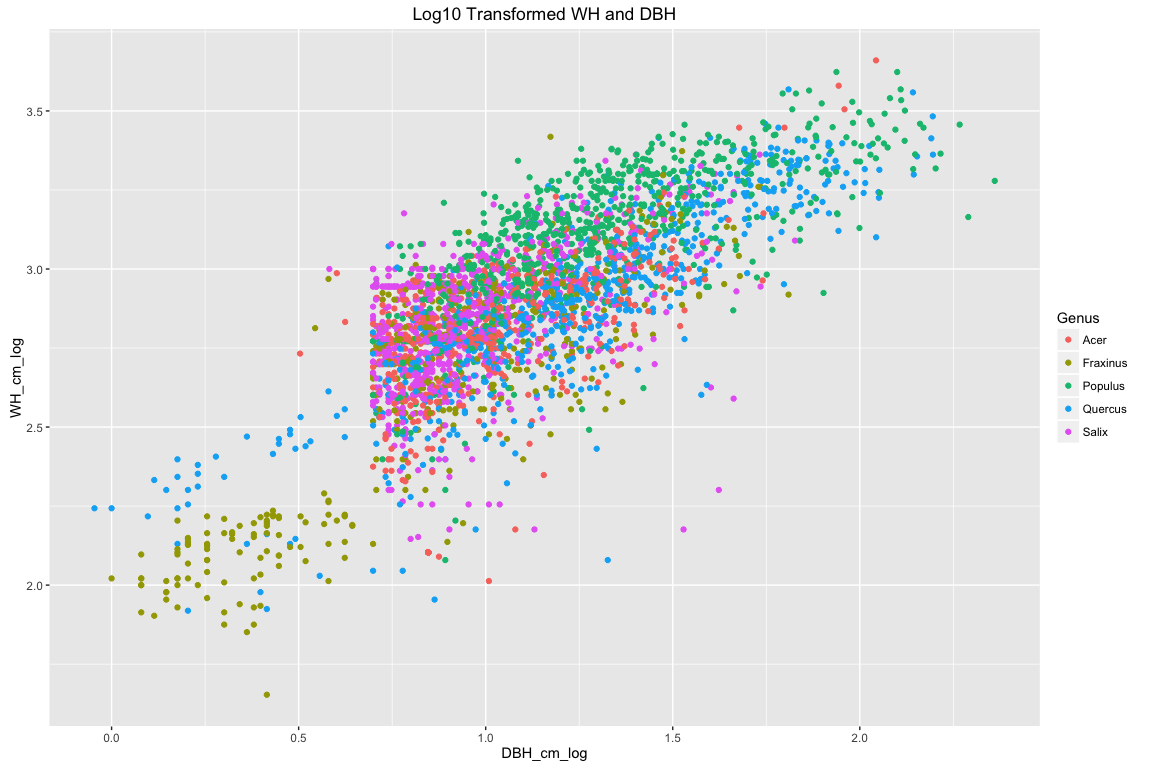 Log10 Transformed WH and DBH
WH_cm_log
3.5
3.0
2.5
2.0
0.0 0.5 1.0 1.5 2.0
DBH_cm_log
Genus
Acer
Fraxinus
Populus
Quercus
Salix